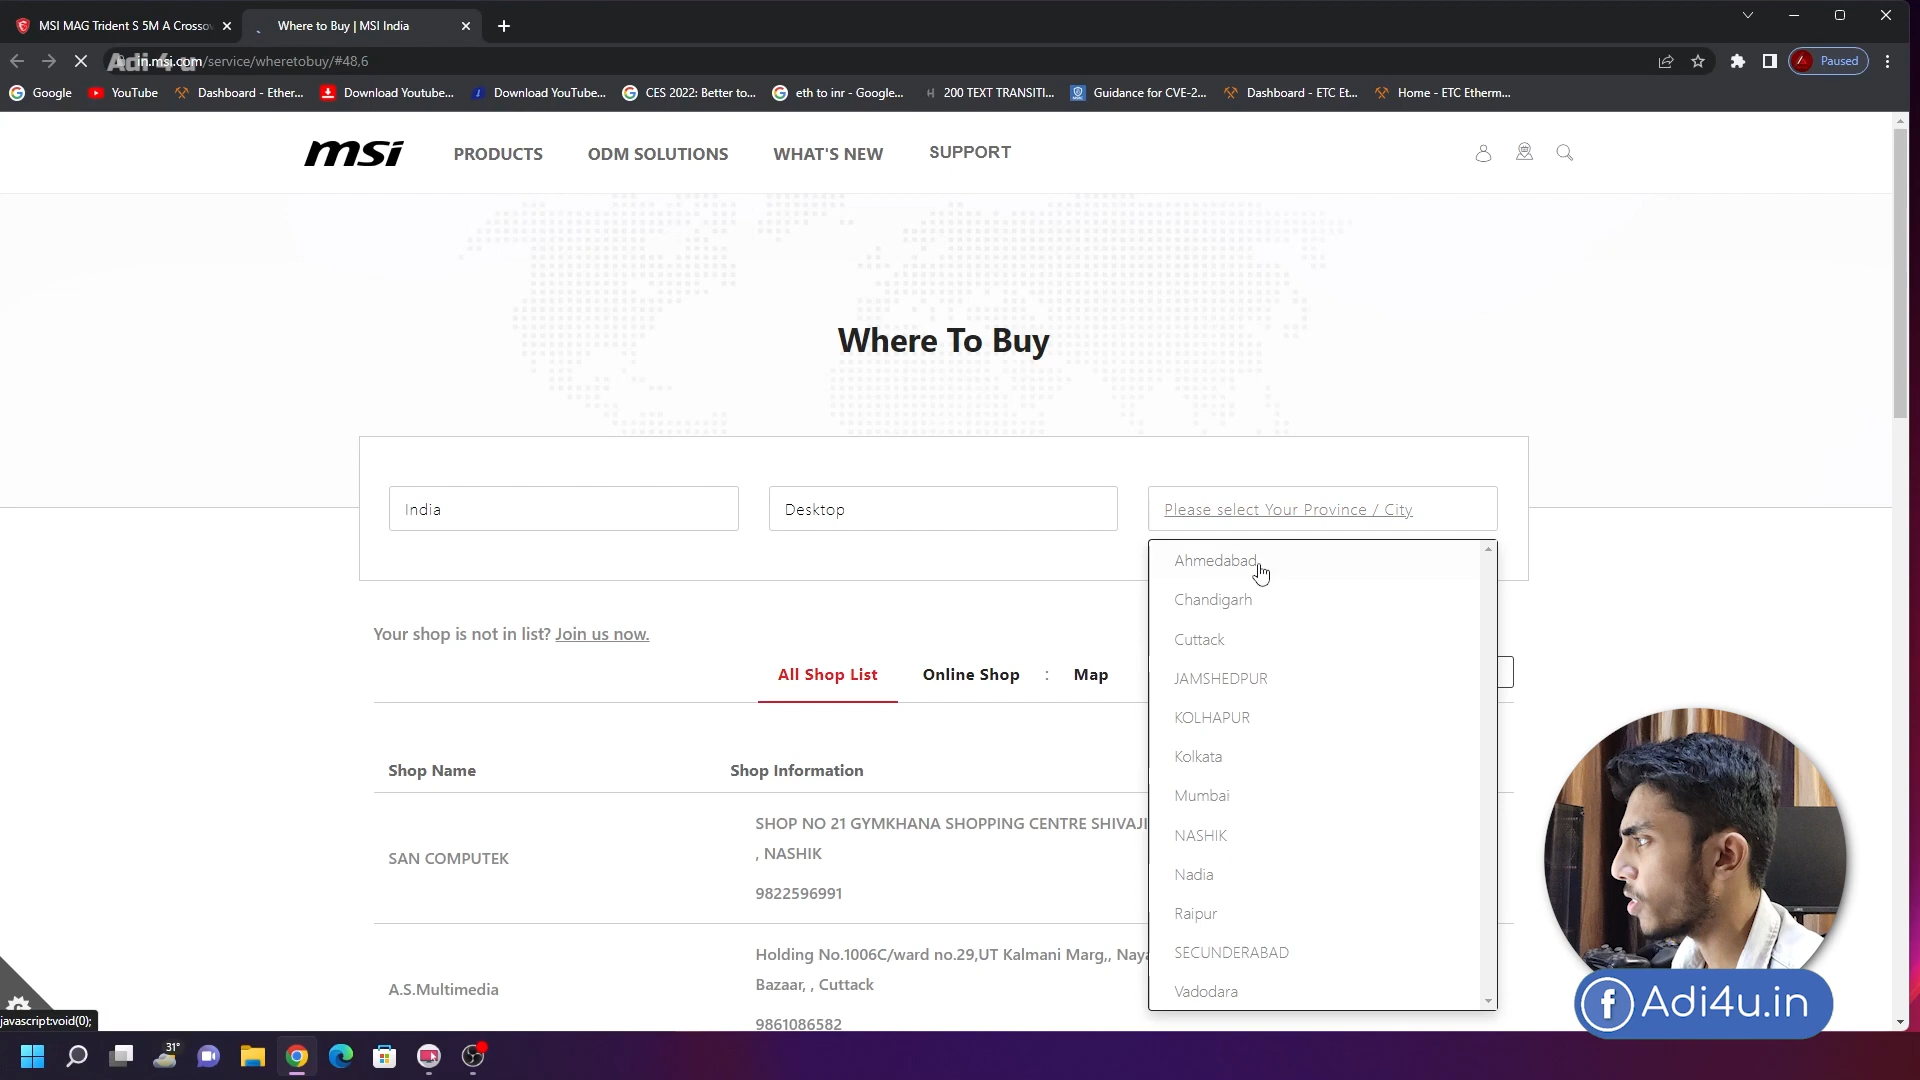 MSI MAG Trident S 5M A Crossov
Where to Buy | MSI India
Adi 4 u
in.msi.com/service/wheretobuy/#48,6
Paused
Google
YouTube
Dashboard - Ether...
Download Youtube...
Download YouTube...
CES 2022: Better to...
eth to inr - Google...
200 TEXT TRANSITI...
Guidance for CVE-2...
Dashboard - ETC Et...
Home - ETC Etherm...
msi
PRODUCTS
ODM SOLUTIONS
WHAT'S NEW
SUPPORT
Where To Buy
India
Desktop
Please select Your Province / City
Ahmedabad
Chandigarh
Cuttack
JAMSHEDPUR
KOLHAPUR
Kolkata
Mumbai
NASHIK
Nadia
Raipur
SECUNDERABAD
Vadodara
Your shop is not in list? Join us now.
All Shop List
Online Shop
:
Map
Shop Name
Shop Information
SAN COMPUTEK
SHOP NO 21 GYMKHANA SHOPPING CENTRE SHIVAJI
, NASHIK
9822596991
A.S.Multimedia
Holding No.1006C/ward no.29,UT Kalmani Marg,, Naya
Bazaar, , Cuttack
9861086582
javascript:void(0);
Adi4u.in
31°